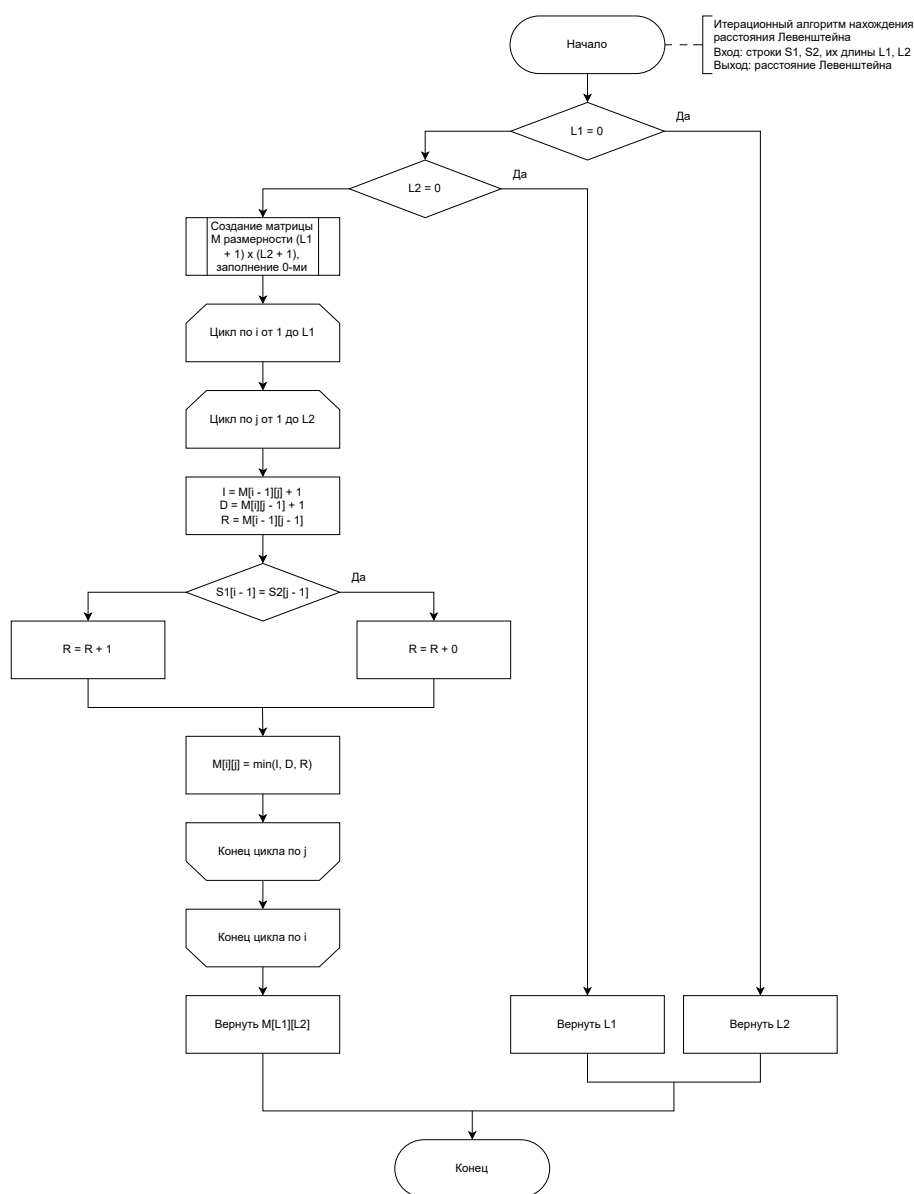 Начало
Итерационный алгоритм нахождения
расстояния Левенштейна
Вход: строки S1, S2, их длины L1, L2
Выход: расстояние Левенштейна
L1 = 0
Да
L2 = 0
Да
Создание матрицы
M размерности (L1
+ 1) x (L2 + 1),
заполнение 0-ми
Цикл по i от 1 до L1
Цикл по j от 1 до L2
I = M[i - 1][j] + 1
D = M[i][j - 1] + 1
R = M[i - 1][j - 1]
S1[i - 1] = S2[j - 1]
Да
R = R + 1
R = R + 0
M[i][j] = min(I, D, R)
Конец цикла по j
Конец цикла по i
Вернуть M[L1][L2]
Вернуть L1
Вернуть L2
Конец